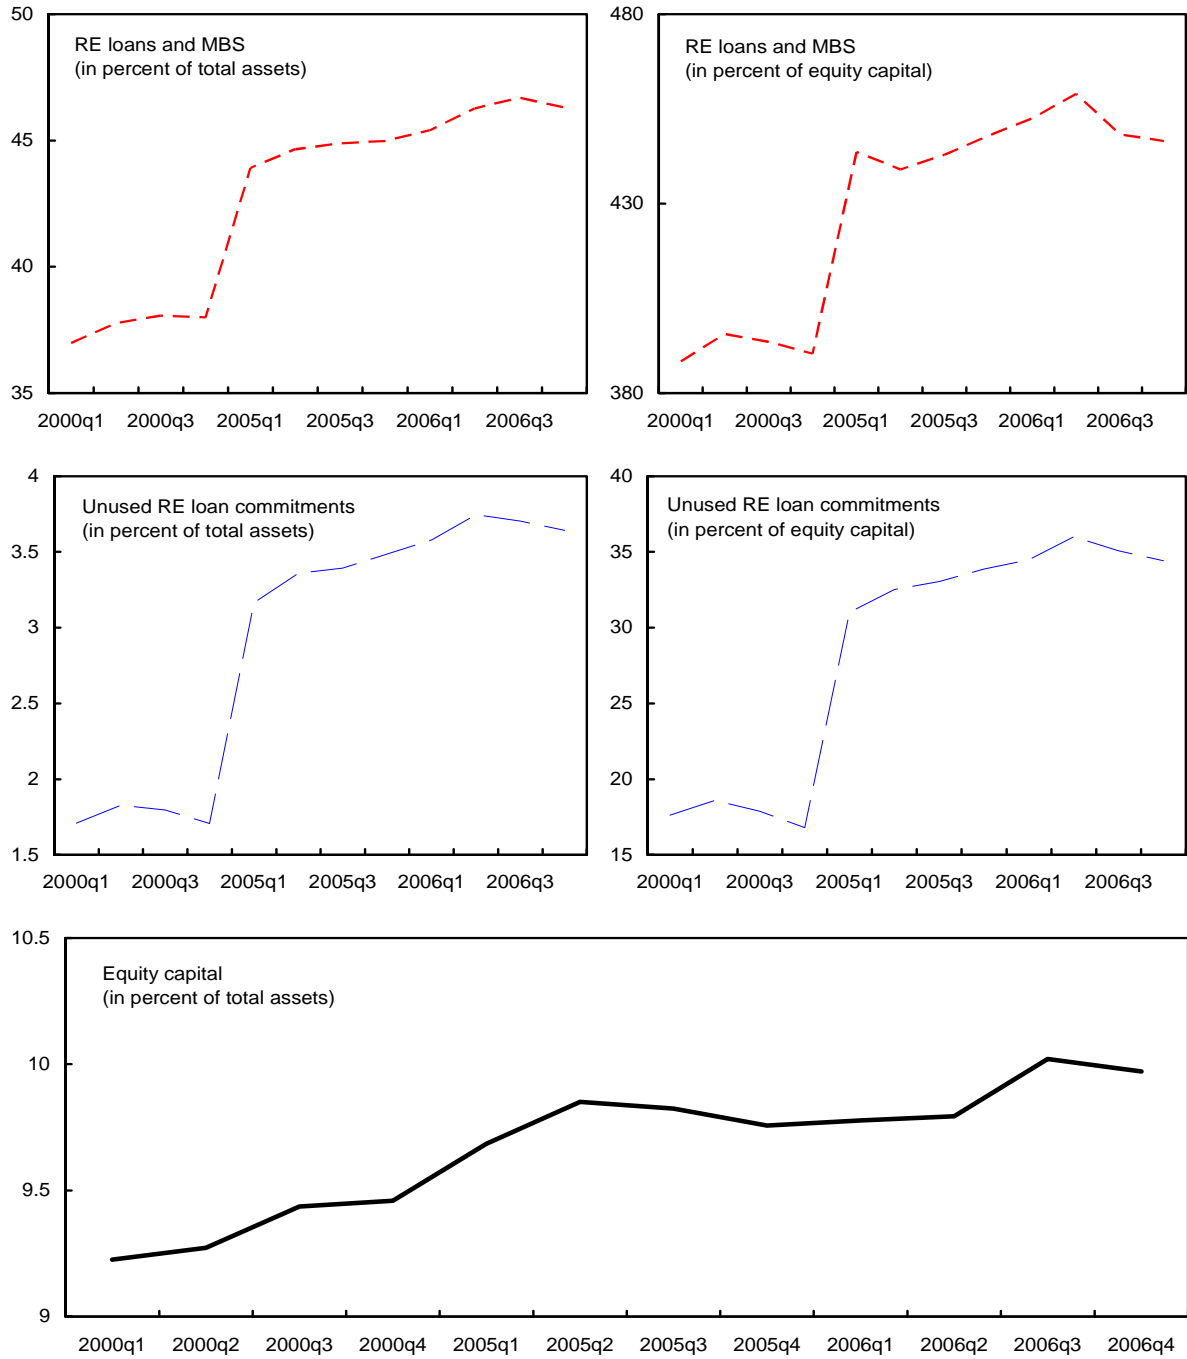 RE loans and MBS
(in percent of total assets)
50
45
40
35
2000q1 2000q3 2005q1 2005q3 2006q1 2006q3
RE loans and MBS
(in percent of equity capital)
480
430
380
2000q1 2000q3 2005q1 2005q3 2006q1 2006q3
Unused RE loan commitments
(in percent of total assets)
4
3.5
3
2.5
2
1.5
2000q1 2000q3 2005q1 2005q3 2006q1 2006q3
Unused RE loan commitments
(in percent of equity capital)
40
35
30
25
20
15
2000q1 2000q3 2005q1 2005q3 2006q1 2006q3
Equity capital
(in percent of total assets)
10.5
10
9.5
9
2000q1 2000q2 2000q3 2000q4 2005q1 2005q2 2005q3 2005q4 2006q1 2006q2 2006q3 2006q4